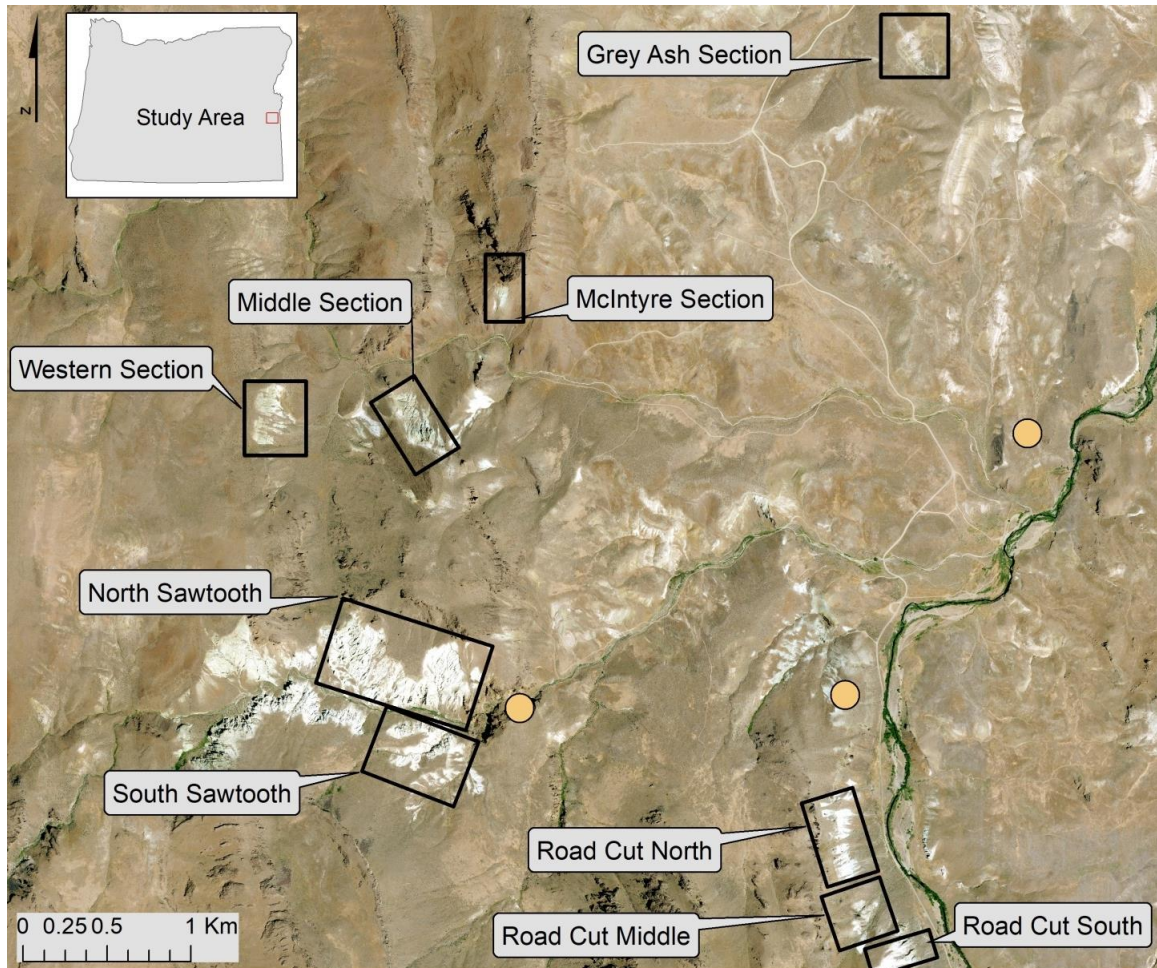 Grey Ash Section
N
Study Area
Middle Section
McIntyre Section
Western Section
North Sawtooth
South Sawtooth
Road Cut North
Road Cut Middle
Road Cut South
0 0.25 0.5 1 Km